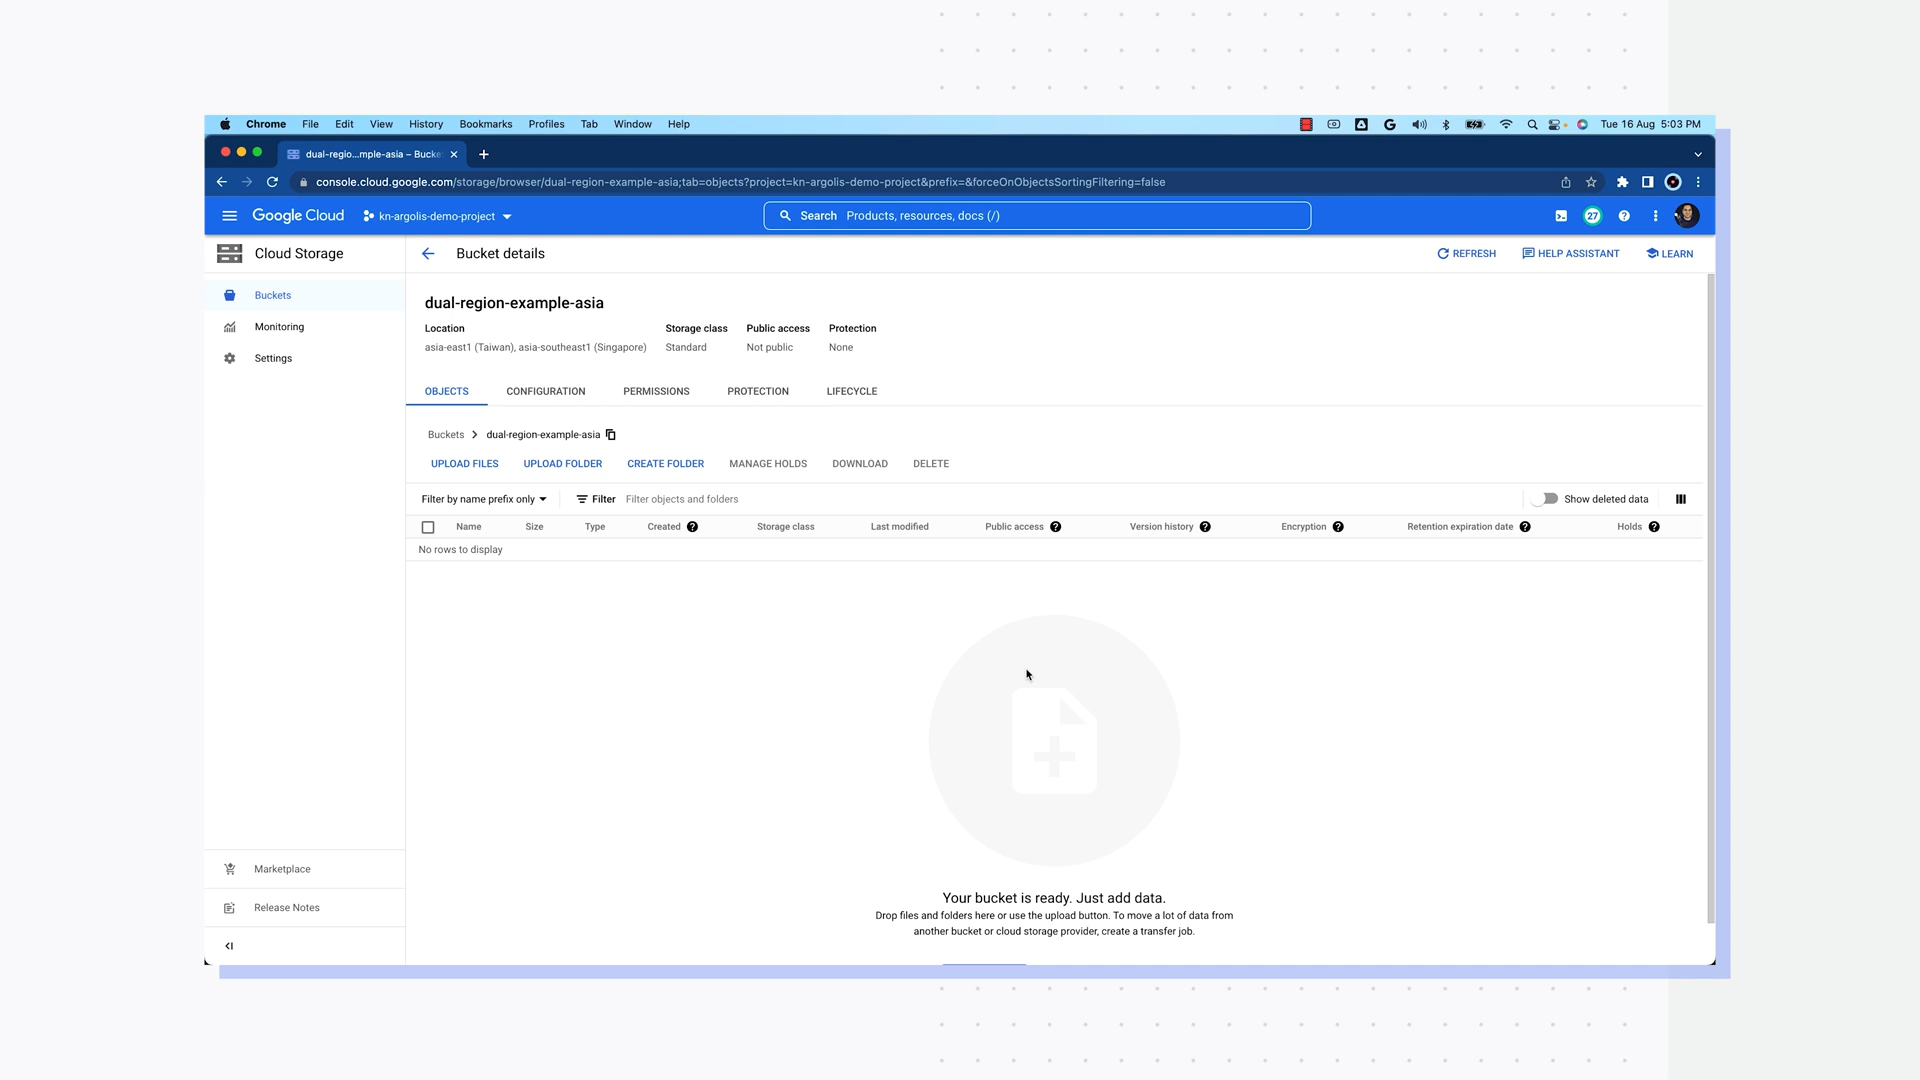 Chrome File Edit View History Bookmarks Profiles Tab Window Help Tue 16 Aug 5:03 PM
dual-regio...mple-asia – Bucke
console.cloud.google.com/storage/browser/dual-region-example-asia;tab=objects?project=kn-argolis-demo-project&prefix=&forceOnObjectsSortingFiltering=false
Google Cloud kn-argolis-demo-project Search Products, resources, docs (/) 27
Cloud Storage Bucket details REFRESH HELP ASSISTANT LEARN
Buckets
Monitoring
Settings
dual-region-example-asia
Location Storage class Public access Protection
asia-east1 (Taiwan), asia-southeast1 (Singapore) Standard Not public None
OBJECTS CONFIGURATION PERMISSIONS PROTECTION LIFECYCLE
Buckets dual-region-example-asia
UPLOAD FILES UPLOAD FOLDER CREATE FOLDER MANAGE HOLDS DOWNLOAD DELETE
Filter by name prefix only Filter Filter objects and folders Show deleted data
Name Size Type Created Storage class Last modified Public access Version history Encryption Retention expiration date Holds
No rows to display
Your bucket is ready. Just add data.
Drop files and folders here or use the upload button. To move a lot of data from
another bucket or cloud storage provider, create a transfer job.
Marketplace
Release Notes